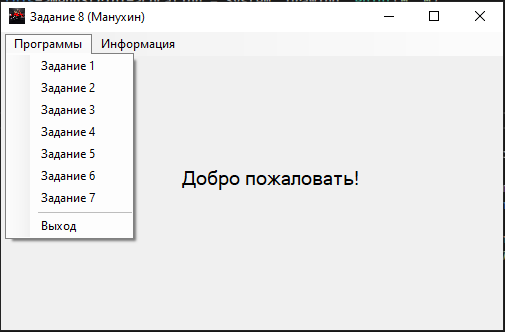 Задание 8 (Манухин)
Программы Информация
Задание 1
Задание 2
Задание 3
Задание 4
Задание 5
Задание 6
Задание 7
Выход
Добро пожаловать!